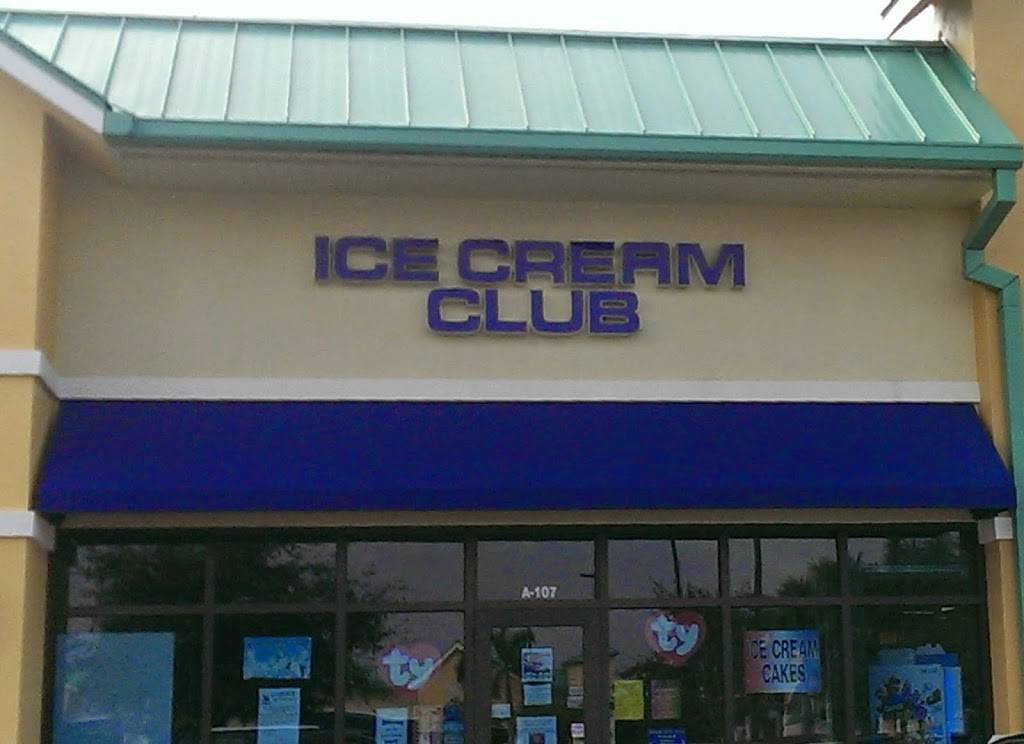 ICE CREAM
CLUB
A-107
ty
ty
ICE CREAM
CAKES